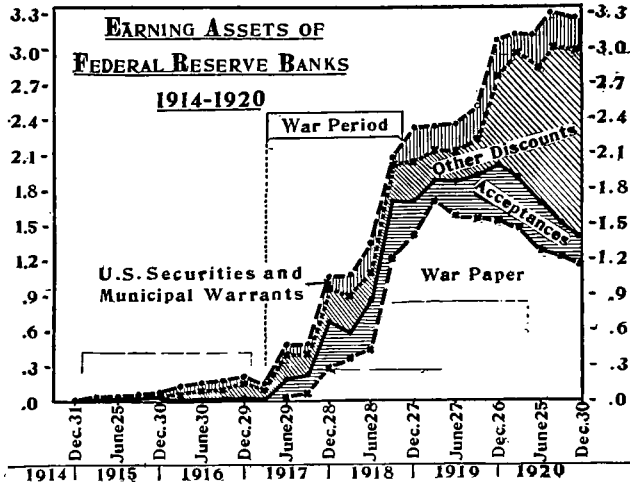 EARNING ASSETS OF
FEDERAL RESERVE BANKS
1914-1920
War Period
Other Discounts
Acceptances
U.S. Securities and
Municipal Warrants
War Paper
3.3-
3.0-
2.7-
2.4-
2.1-
1.8-
1.5-
1.2-
.9-
.6-
.3-
.0
-3.3
-3.0
-2.7
-2.4
-2.1
-1.8
-1.5
-1.2
-.9
-.6
-.3
-.0
Dec.31
June25
Dec.30
June30
Dec.29
June29
Dec.28
June28
Dec.27
June27
Dec.26
June25
Dec.30
1914 1915 1916 1917 1918 1919 1920